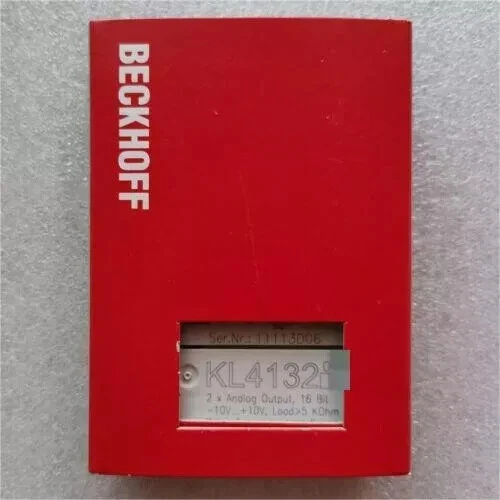 BECKHOFF
Ser.Nr.: 11113D06
KL4132
2 x Analog Output, 16 Bit
-10V...+10V, Load>5 KOhm